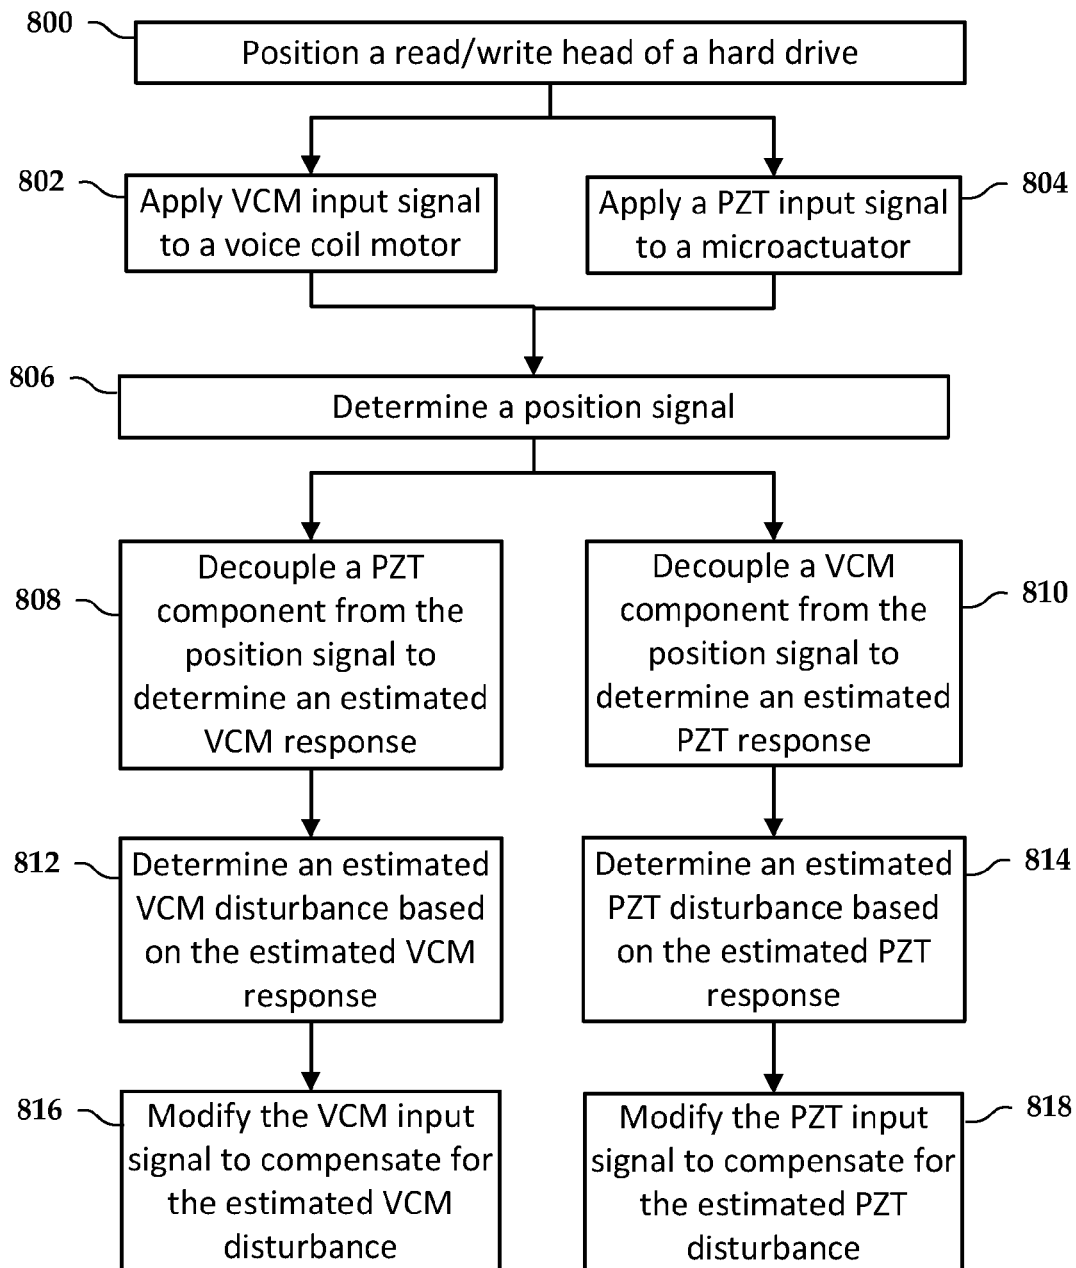 800
Position a read/write head of a hard drive
802
Apply VCM input signal
to a voice coil motor
804
Apply a PZT input signal
to a microactuator
806
Determine a position signal
808
Decouple a PZT
component from the
position signal to
determine an estimated
VCM response
810
Decouple a VCM
component from the
position signal to
determine an estimated
PZT response
812
Determine an estimated
VCM disturbance based
on the estimated VCM
response
814
Determine an estimated
PZT disturbance based
on the estimated PZT
response
816
Modify the VCM input
signal to compensate for
the estimated VCM
disturbance
818
Modify the PZT input
signal to compensate for
the estimated PZT
disturbance